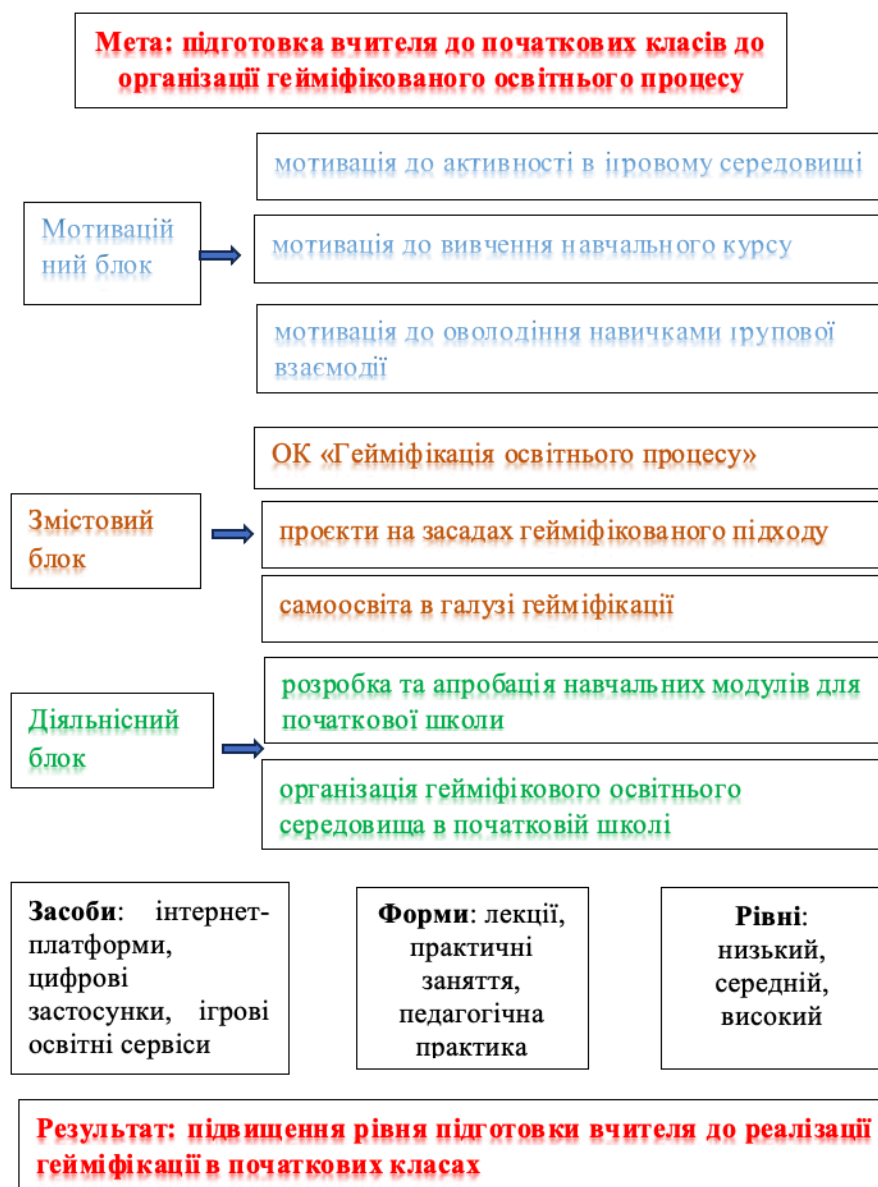 Мета: підготовка вчителя до початкових класів до
організації гейміфікованого освітнього процесу
мотивація до активності в ігровому середовищі
Мотивацій
ний блок
мотивація до вивчення навчального курсу
мотивація до оволодіння навичками групової
взаємодії
ОК «Гейміфікація освітнього процесу»
Змістовий
блок
проєкти на засадах гейміфікованого підходу
самоосвіта в галузі гейміфікації
Діяльнісний
блок
розробка та апробація навчальних модулів для
початкової школи
організація гейміфікового освітнього
середовища в початковій школі
Засоби: інтернет-
платформи,
цифрові
застосунки, ігрові
освітні сервіси
Форми: лекції,
практичні
заняття,
педагогічна
практика
Рівні:
низький,
середній,
високий
Результат: підвищення рівня підготовки вчителя до реалізації
гейміфікації в початкових класах